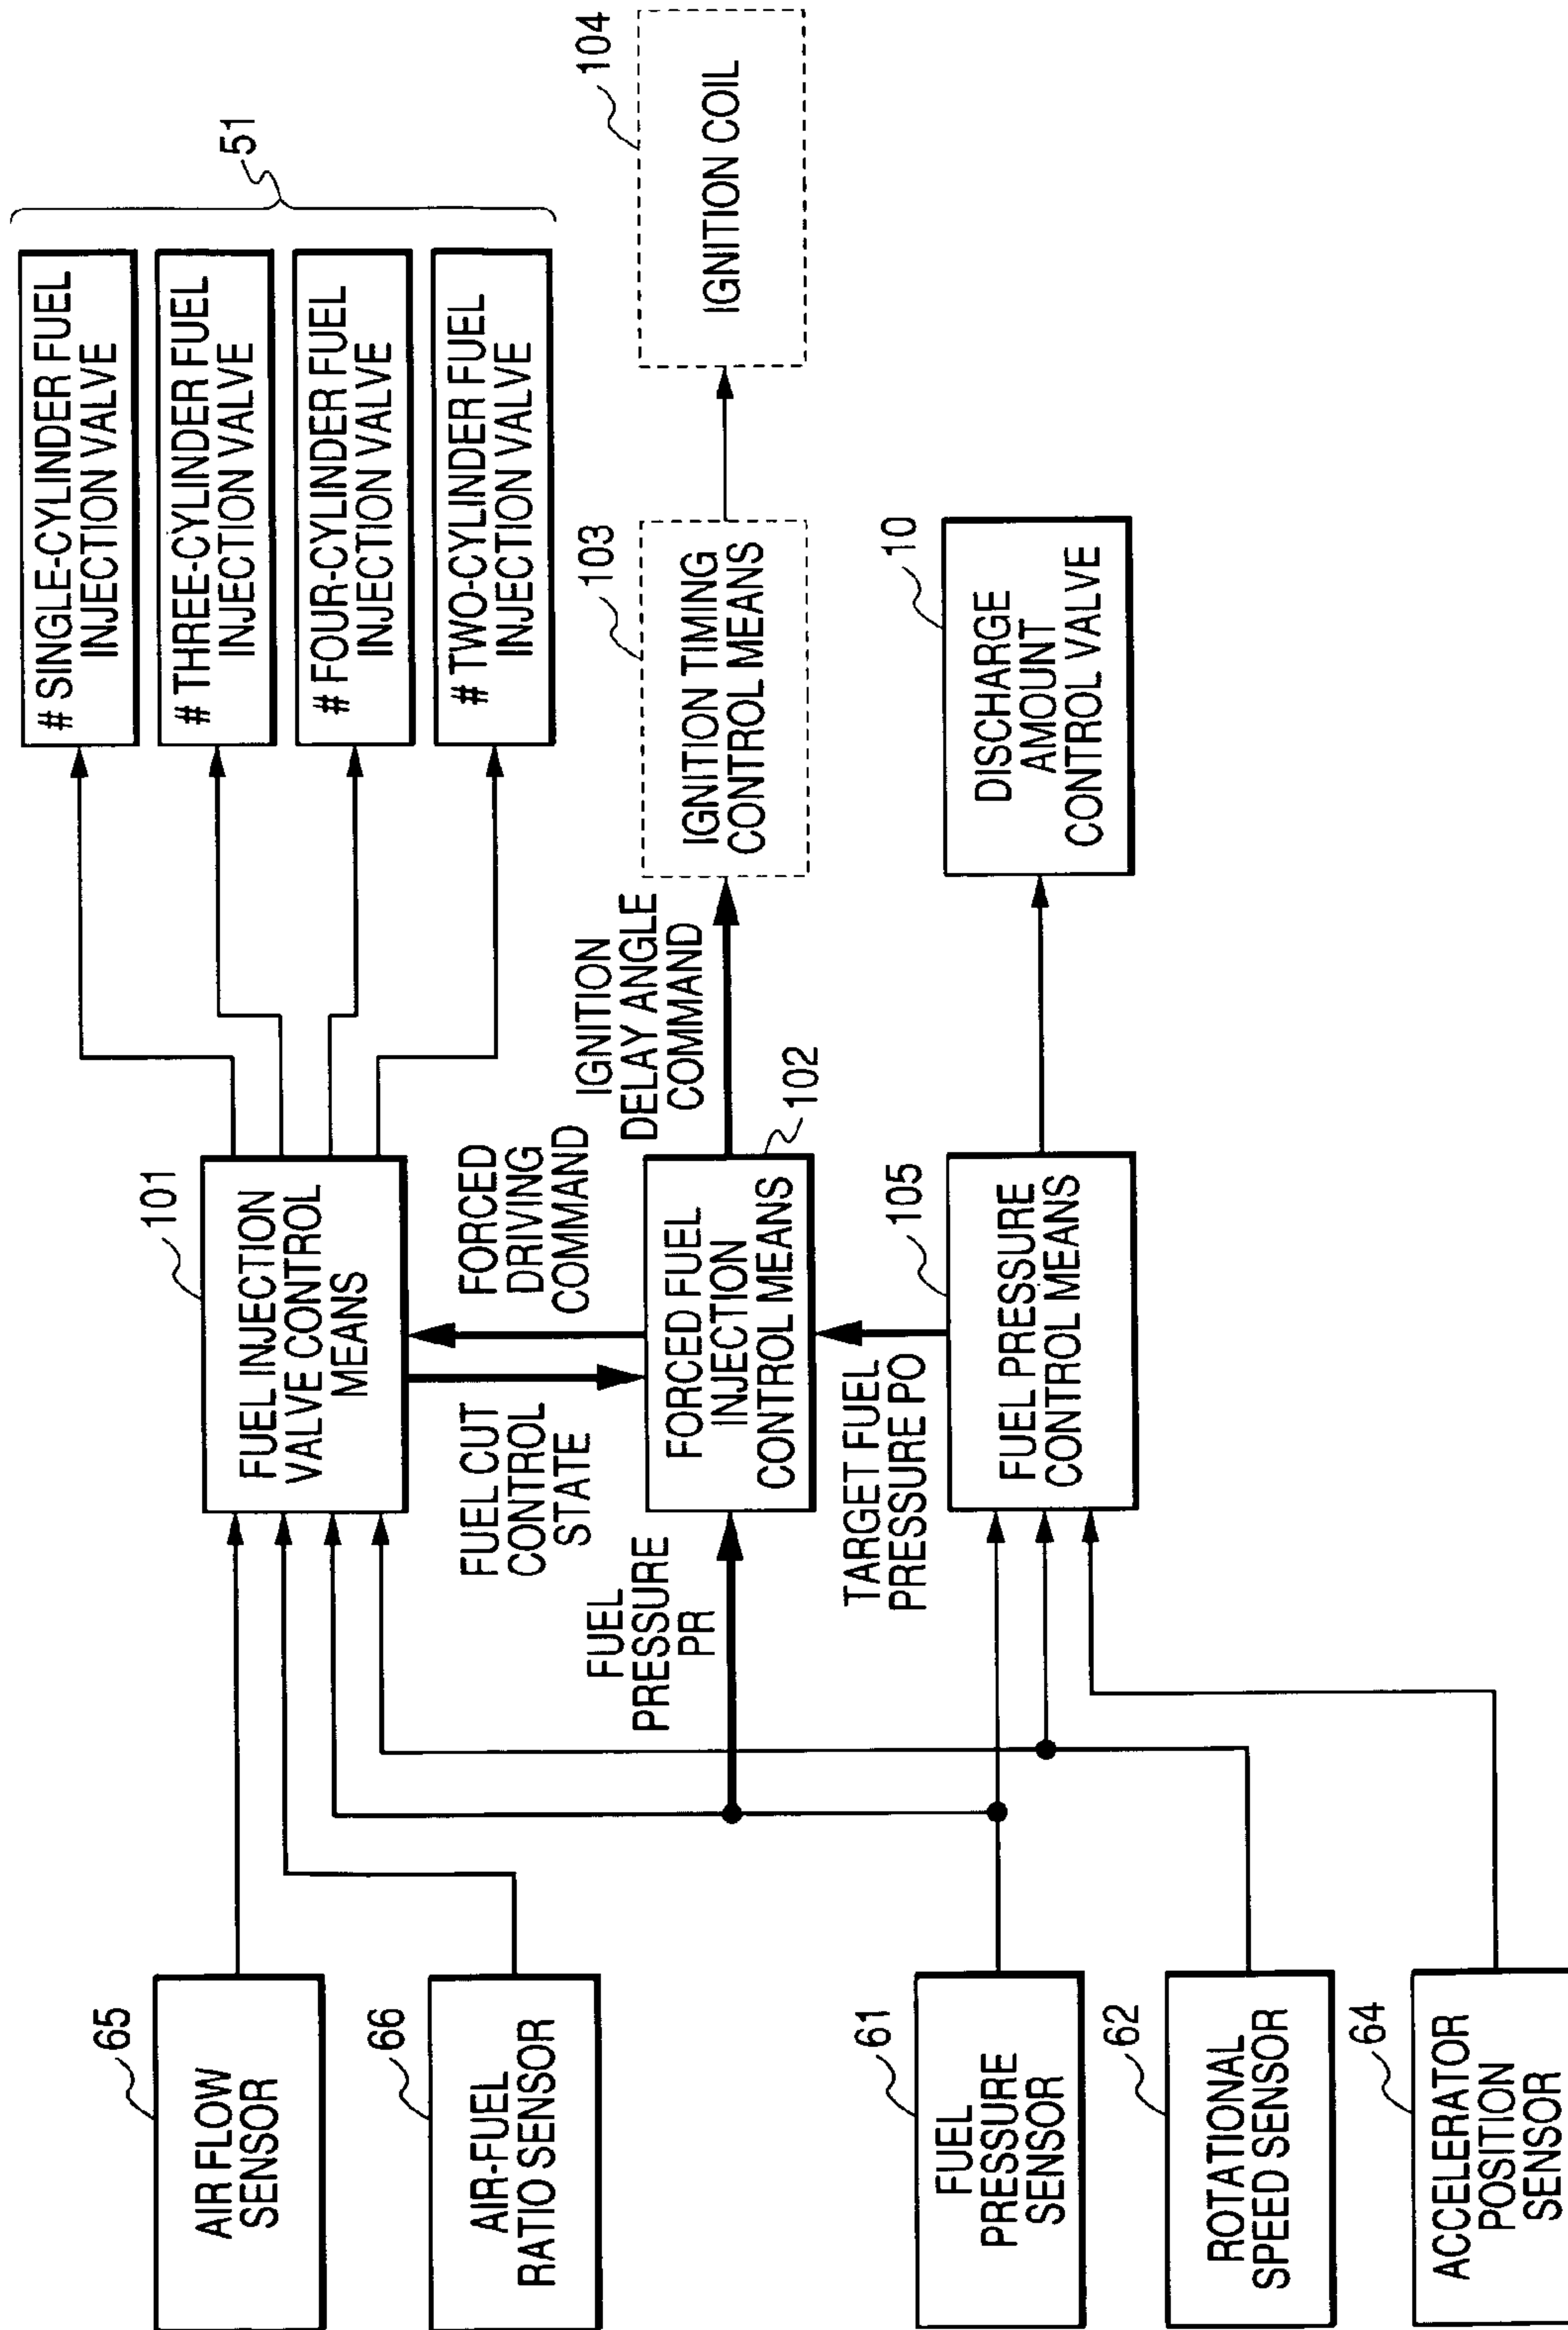 65
AIR FLOW
SENSOR
66
AIR-FUEL
RATIO SENSOR
61
FUEL
PRESSURE
SENSOR
62
ROTATIONAL
SPEED SENSOR
64
ACCELERATOR
POSITION
SENSOR
101
FUEL INJECTION
VALVE CONTROL
MEANS
FUEL CUT
CONTROL
STATE
FORCED
DRIVING
COMMAND
FUEL
PRESSURE
PR
FORCED FUEL
INJECTION
CONTROL MEANS
102
TARGET FUEL
PRESSURE PO
105
FUEL PRESSURE
CONTROL MEANS
IGNITION
DELAY ANGLE
COMMAND
51
# SINGLE-CYLINDER FUEL
INJECTION VALVE
# THREE-CYLINDER FUEL
INJECTION VALVE
# FOUR-CYLINDER FUEL
INJECTION VALVE
# TWO-CYLINDER FUEL
INJECTION VALVE
103
IGNITION TIMING
CONTROL MEANS
104
IGNITION COIL
10
DISCHARGE
AMOUNT
CONTROL VALVE